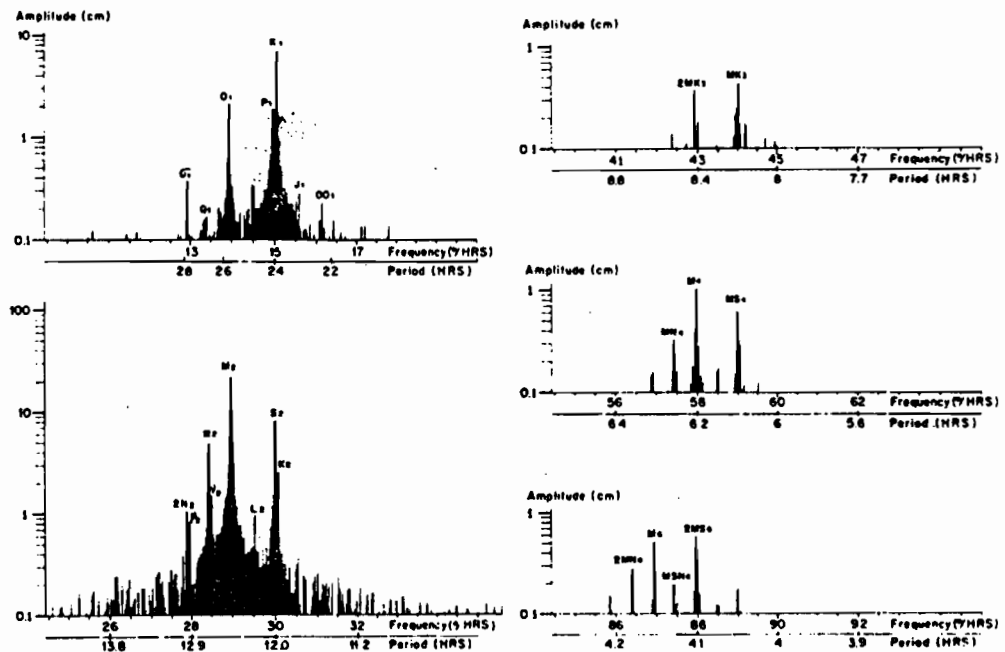 Amplitude (cm)
10
1
0.1
K1
O1
P1
Q1
J1
OO1
13 15 17 Frequency (°/HRS)
28 26 24 22 Period (HRS)
100
10
1
0.1
M2
S2
K2
2N2
L2
26 28 30 32 Frequency (°/HRS)
13.8 12.9 12.0 11.2 Period (HRS)
Amplitude (cm)
1
0.1
2MK3 MK3
41 43 45 47 Frequency (°/HRS)
8.8 8.4 8 7.7 Period (HRS)
Amplitude (cm)
1
0.1
MN4 M4 MS4
56 58 60 62 Frequency (°/HRS)
6.4 6.2 6 5.8 Period (HRS)
Amplitude (cm)
1
0.1
2MN6 M6 MSN6 2MS6
86 88 90 92 Frequency (°/HRS)
4.2 4.1 4 3.9 Period (HRS)